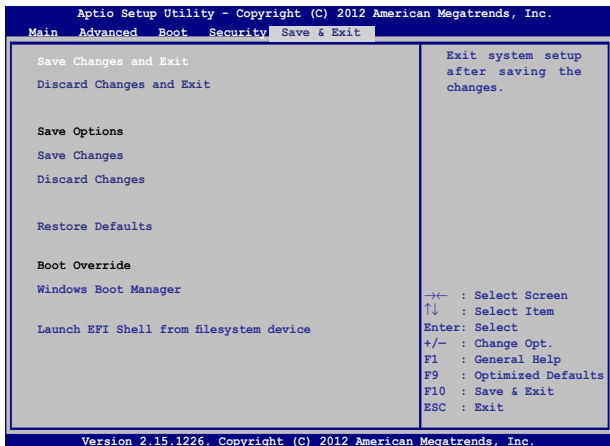 Aptio Setup Utility - Copyright (C) 2012 American Megatrends, Inc.
Main Advanced Boot Security Save & Exit
Save Changes and Exit
Discard Changes and Exit
Save Options
Save Changes
Discard Changes
Restore Defaults
Boot Override
Windows Boot Manager
Launch EFI Shell from filesystem device
Exit system setup
after saving the
changes.
→← : Select Screen
↑↓ : Select Item
Enter: Select
+/— : Change Opt.
F1 : General Help
F9 : Optimized Defaults
F10 : Save & Exit
ESC : Exit
Version 2.15.1226. Copyright (C) 2012 American Megatrends, Inc.